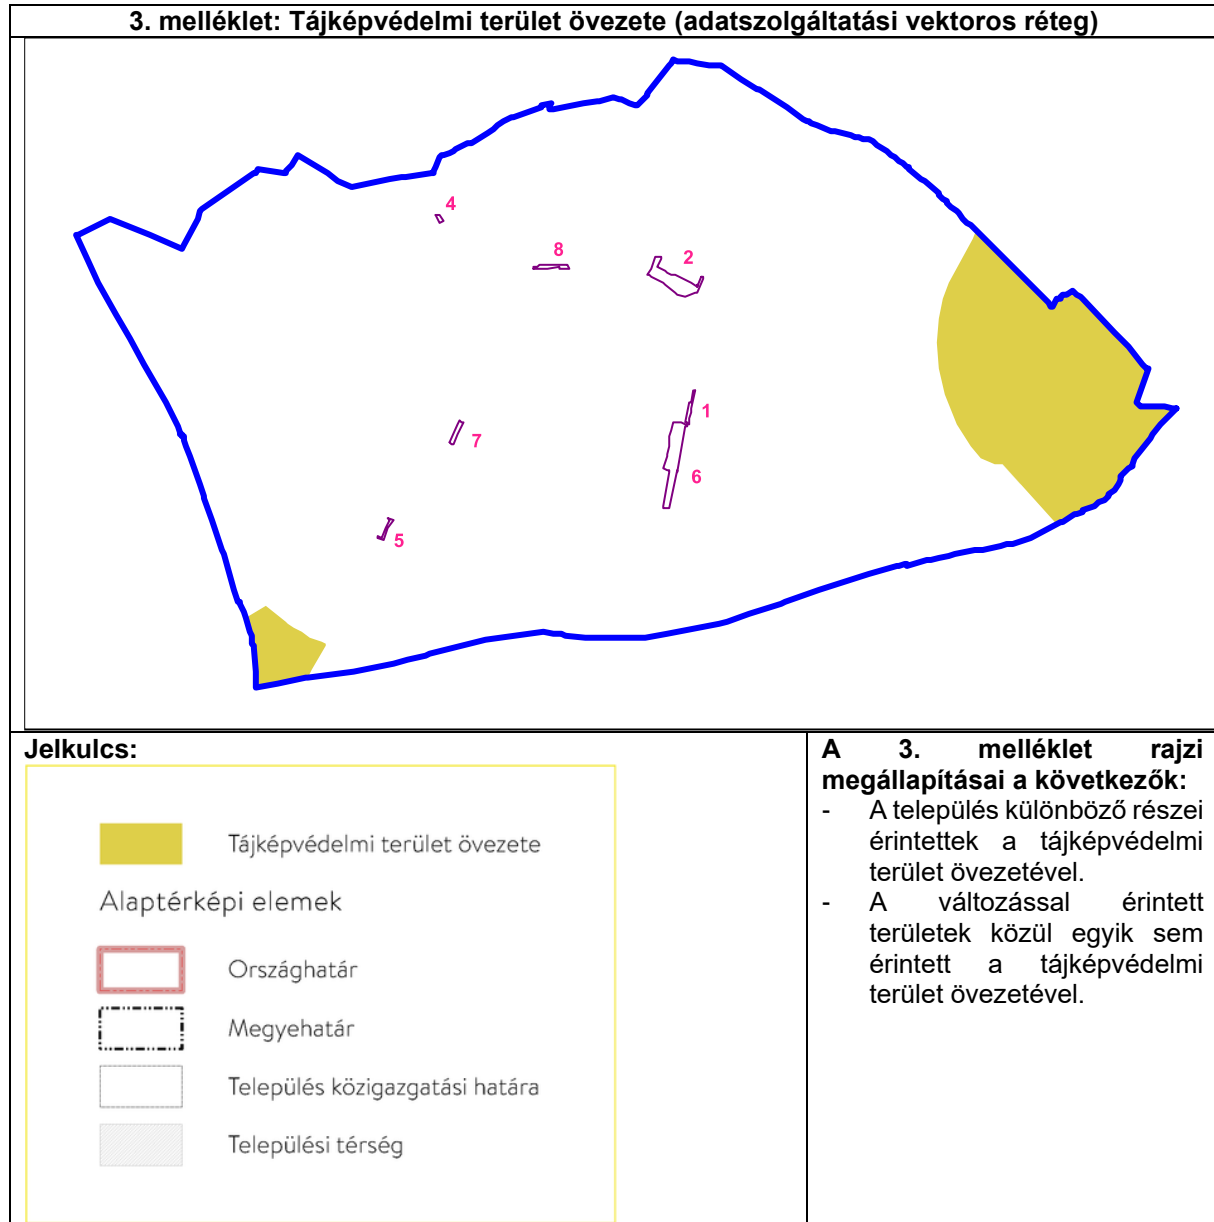 3. melléklet: Tájképvédelmi terület övezete (adatszolgáltatási vektoros réteg)
4
8
2
1
7
6
5
Jelkulcs:
Tájképvédelmi terület övezete
Alaptérképi elemek
Országhatár
Megyehatár
Település közigazgatási határa
Települési térség
A 3. melléklet rajzi
megállapításai a következők:
- A település különböző részei
érintettek a tájképvédelmi
terület övezetével.
- A változással érintett
területek közül egyik sem
érintett a tájképvédelmi
terület övezetével.